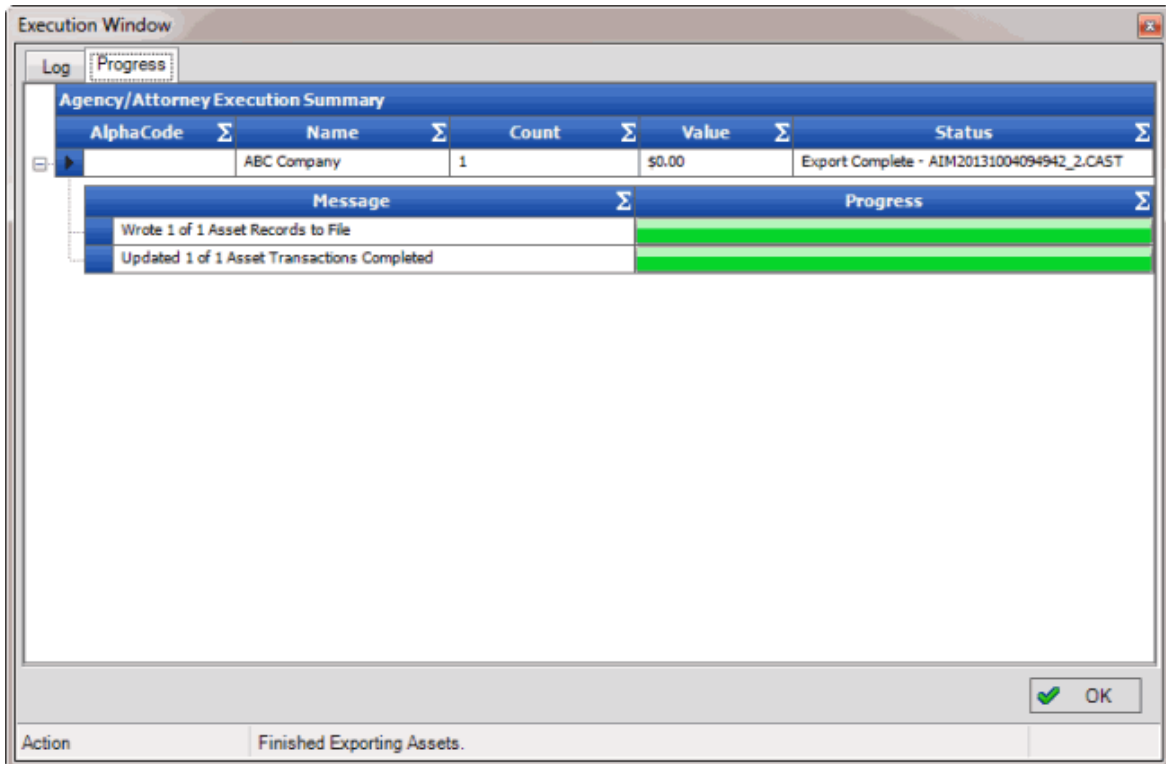 Execution Window
Log Progress
Agency/Attorney Execution Summary
AlphaCode Σ Name Σ Count Σ Value Σ Status Σ
ABC Company 1 $0.00 Export Complete - AIM20131004094942_2.CAST
Message Σ Progress Σ
Wrote 1 of 1 Asset Records to File
Updated 1 of 1 Asset Transactions Completed
OK
Action Finished Exporting Assets.